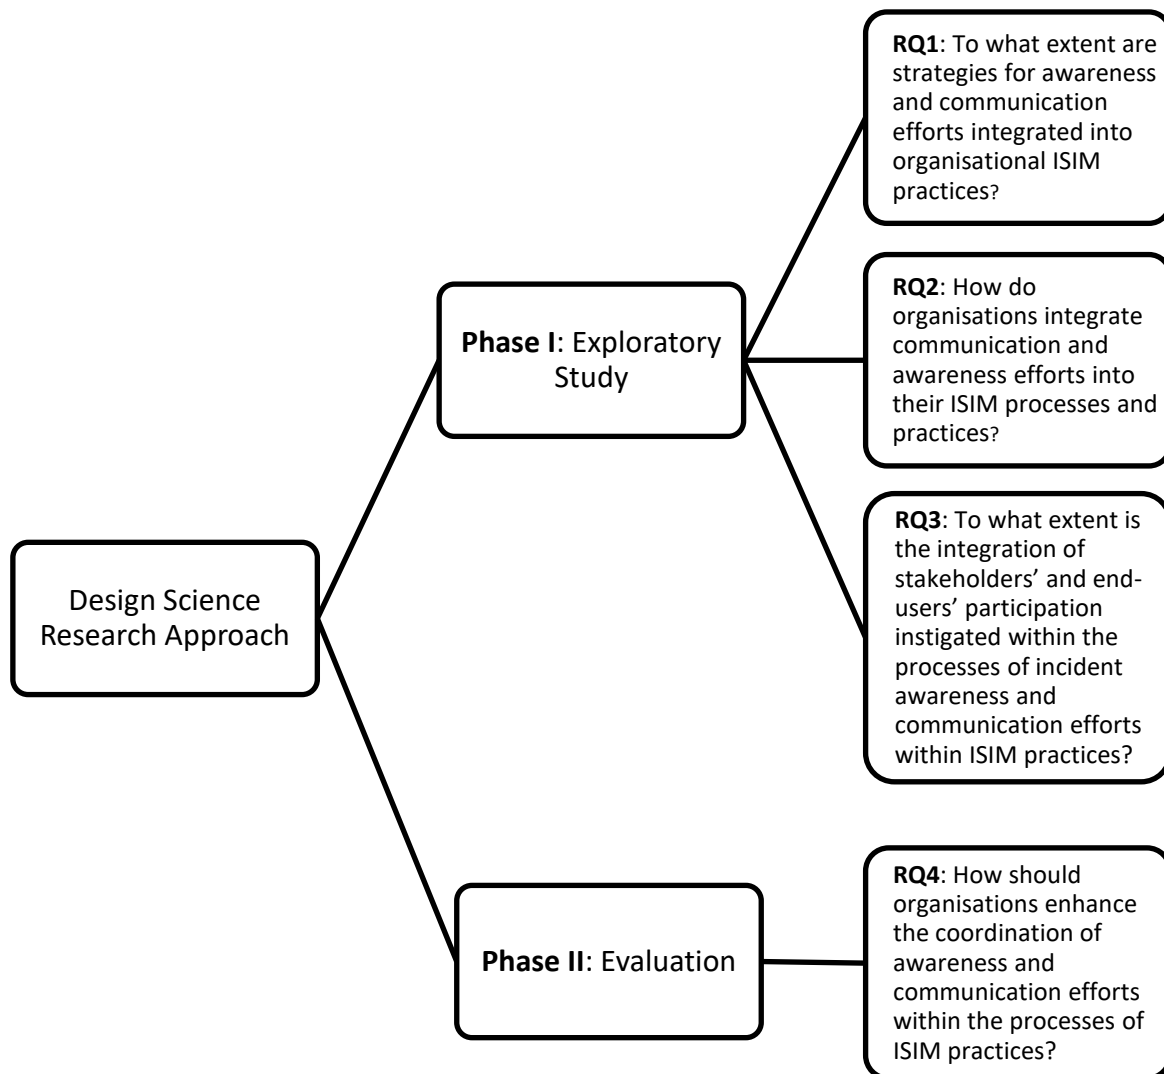 Design Science
Research Approach
Phase I: Exploratory
Study
RQ1: To what extent are
strategies for awareness
and communication
efforts integrated into
organisational ISIM
practices?
RQ2: How do
organisations integrate
communication and
awareness efforts into
their ISIM processes and
practices?
RQ3: To what extent is
the integration of
stakeholders’ and end-
users’ participation
instigated within the
processes of incident
awareness and
communication efforts
within ISIM practices?
Phase II: Evaluation
RQ4: How should
organisations enhance
the coordination of
awareness and
communication efforts
within the processes of
ISIM practices?